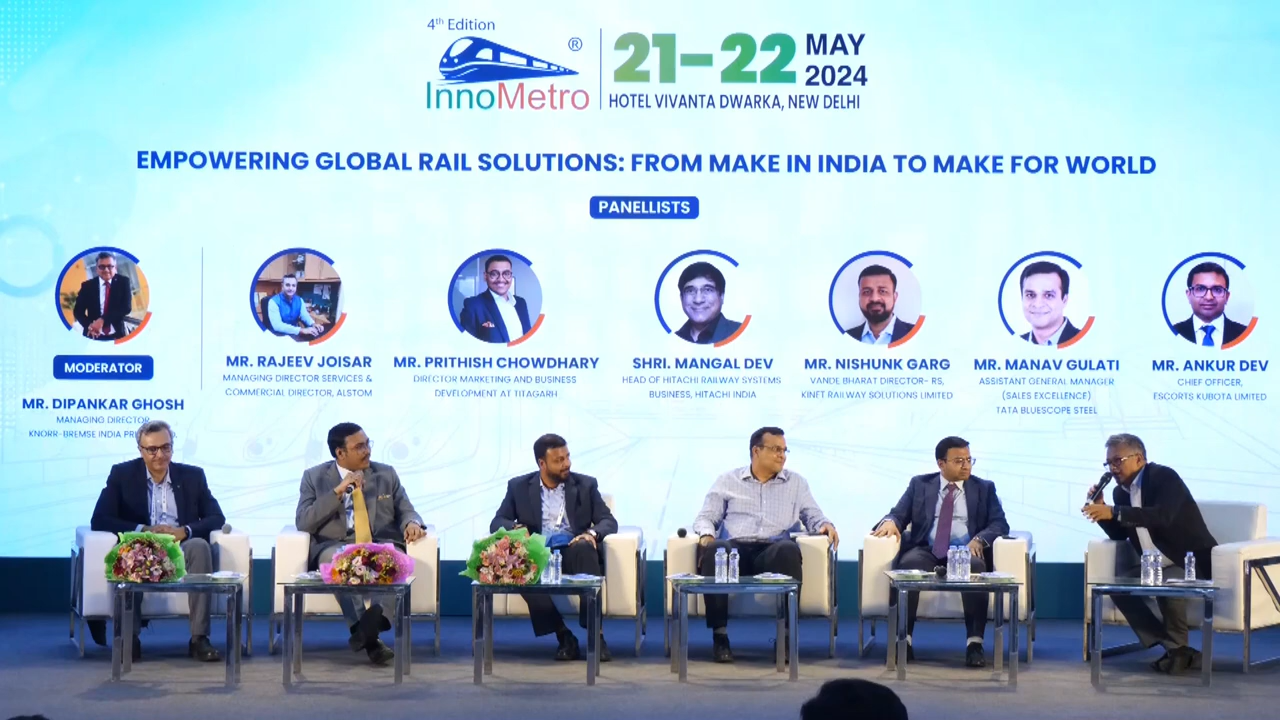 4th Edition
InnoMetro ®
21-22 MAY 2024
HOTEL VIVANTA DWARKA, NEW DELHI
EMPOWERING GLOBAL RAIL SOLUTIONS: FROM MAKE IN INDIA TO MAKE FOR WORLD
PANELLISTS
MODERATOR
MR. DIPANKAR GHOSH
MANAGING DIRECTOR
KNORR-BREMSE INDIA
MR. RAJEEV JOISAR
MANAGING DIRECTOR SERVICES &
COMMERCIAL DIRECTOR, ALSTOM
MR. PRITHISH CHOWDHARY
DIRECTOR MARKETING AND BUSINESS
DEVELOPMENT AT TITAGARH
SHRI. MANGAL DEV
HEAD OF HITACHI RAILWAY SYSTEMS
BUSINESS, HITACHI INDIA
MR. NISHUNK GARG
VANDE BHARAT DIRECTOR- RS,
KINET RAILWAY SOLUTIONS LIMITED
MR. MANAV GULATI
ASSISTANT GENERAL MANAGER
(SALES EXCELLENCE)
TATA BLUESCOPE STEEL
MR. ANKUR DEV
CHIEF OFFICER,
ESCORTS KUBOTA LIMITED